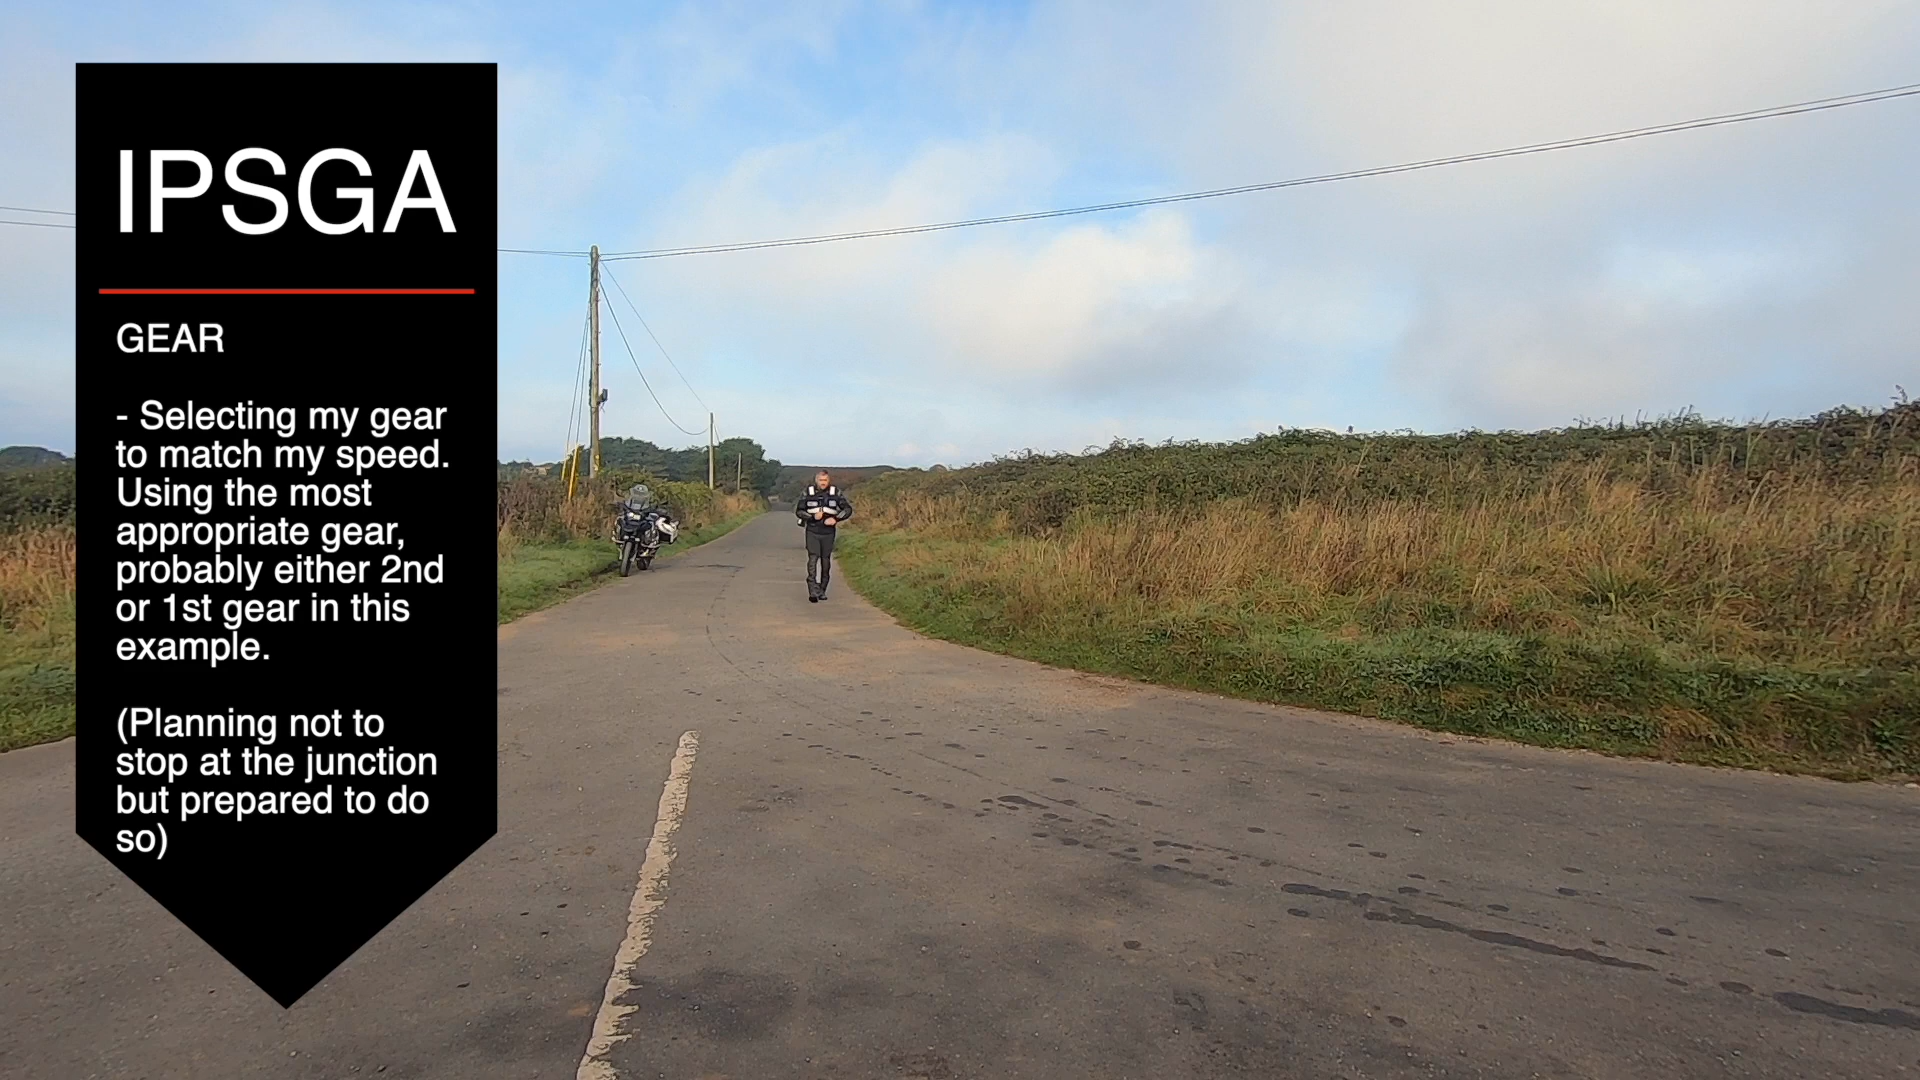 IPSGA
GEAR
- Selecting my gear
to match my speed.
Using the most
appropriate gear,
probably either 2nd
or 1st gear in this
example.
(Planning not to
stop at the junction
but prepared to do
so)